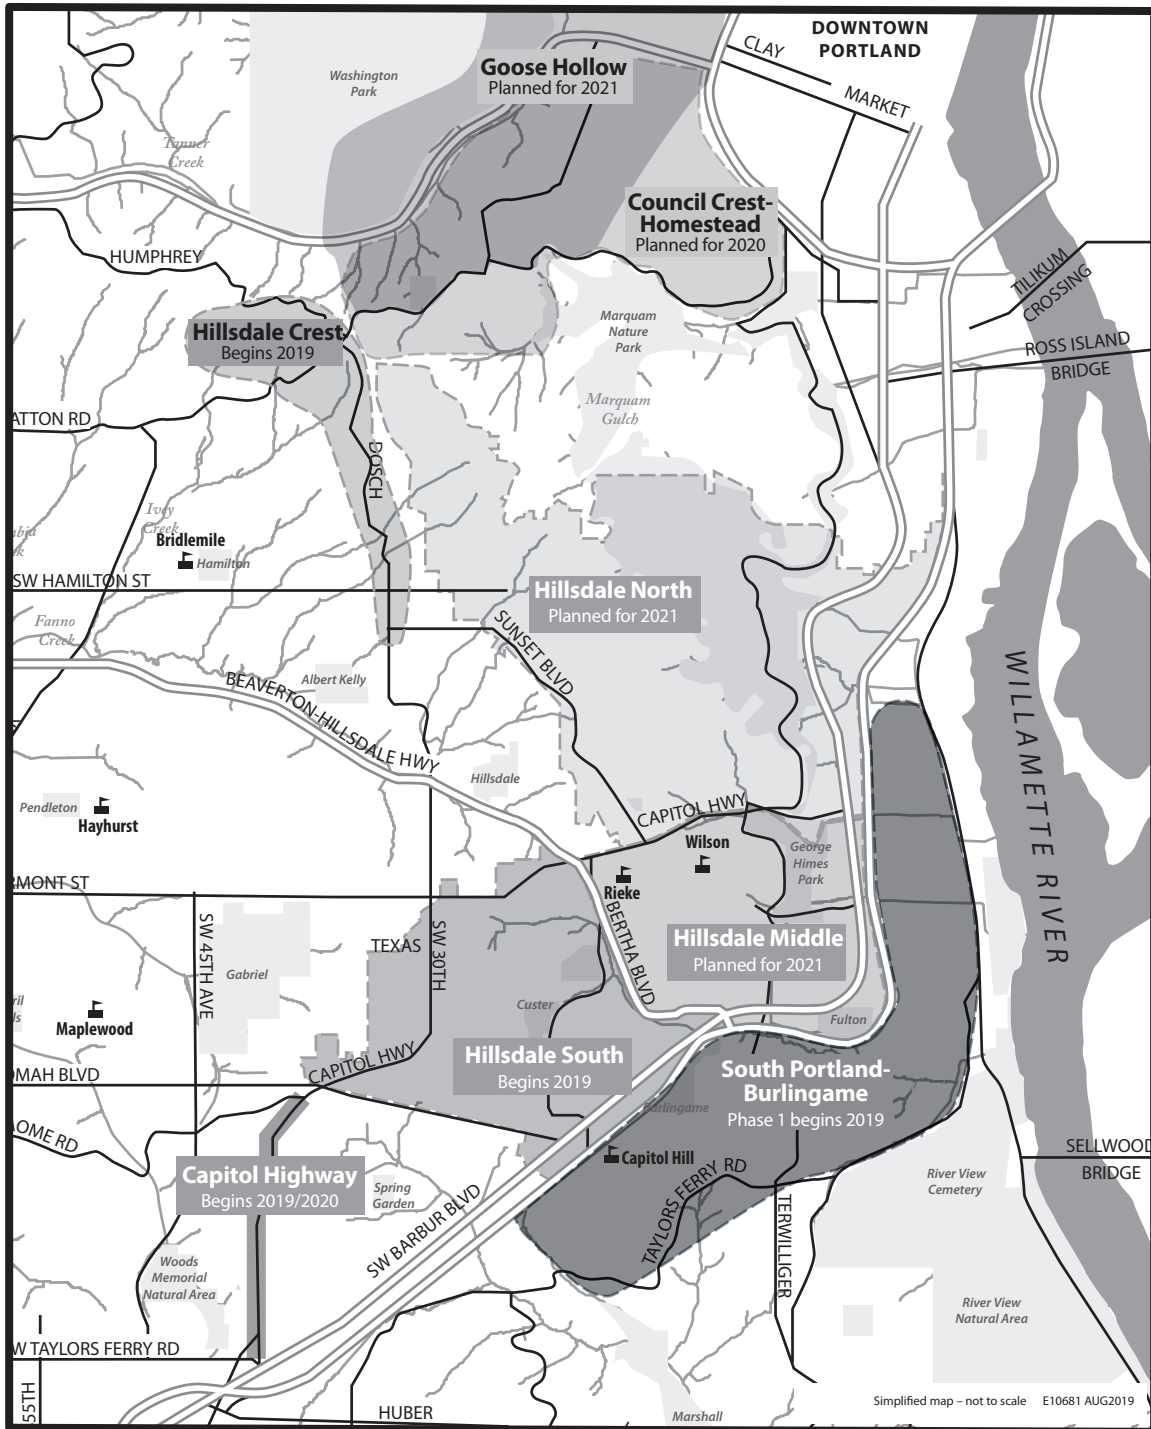 DOWNTOWN
PORTLAND
CLAY
MARKET
Goose Hollow
Planned for 2021
Washington
Park
Tanner
Creek
Council Crest-
Homestead
Planned for 2020
HUMPHREY
TILIKUM
CROSSING
Hillsdale Crest
Begins 2019
Marquam
Nature
Park
ROSS ISLAND
BRIDGE
Marquam
Gulch
ATTON RD
DOSCH
Ivey
Creek
Bridlemile
Hamilton
SW HAMILTON ST
Hillsdale North
Planned for 2021
Fanno
Creek
SUNSET BLVD
Albert Kelly
BEAVERTON-HILLSDALE HWY
WILLAMETTE RIVER
Hillsdale
Pendleton
Hayhurst
CAPITOL HWY
Wilson
George
Himes
Park
Rieke
RMONT ST
BERTHA BLVD
SW 45TH AVE
TEXAS
SW 30TH
Hillsdale Middle
Planned for 2021
Gabriel
Custer
Fulton
Maplewood
Hillsdale South
Begins 2019
CAPITOL HWY
OMAH BLVD
South Portland-
Burlingame
Phase 1 begins 2019
Burlingame
OME RD
Capitol Hill
SELLWOOD
BRIDGE
Capitol Highway
Begins 2019/2020
Spring
Garden
TAYLORS FERRY RD
River View
Cemetery
SW BARBUR BLVD
TERWILLIGER
Woods
Memorial
Natural Area
River View
Natural Area
W TAYLORS FERRY RD
55TH
HUBER
Marshall
Simplified map – not to scale E10681 AUG2019